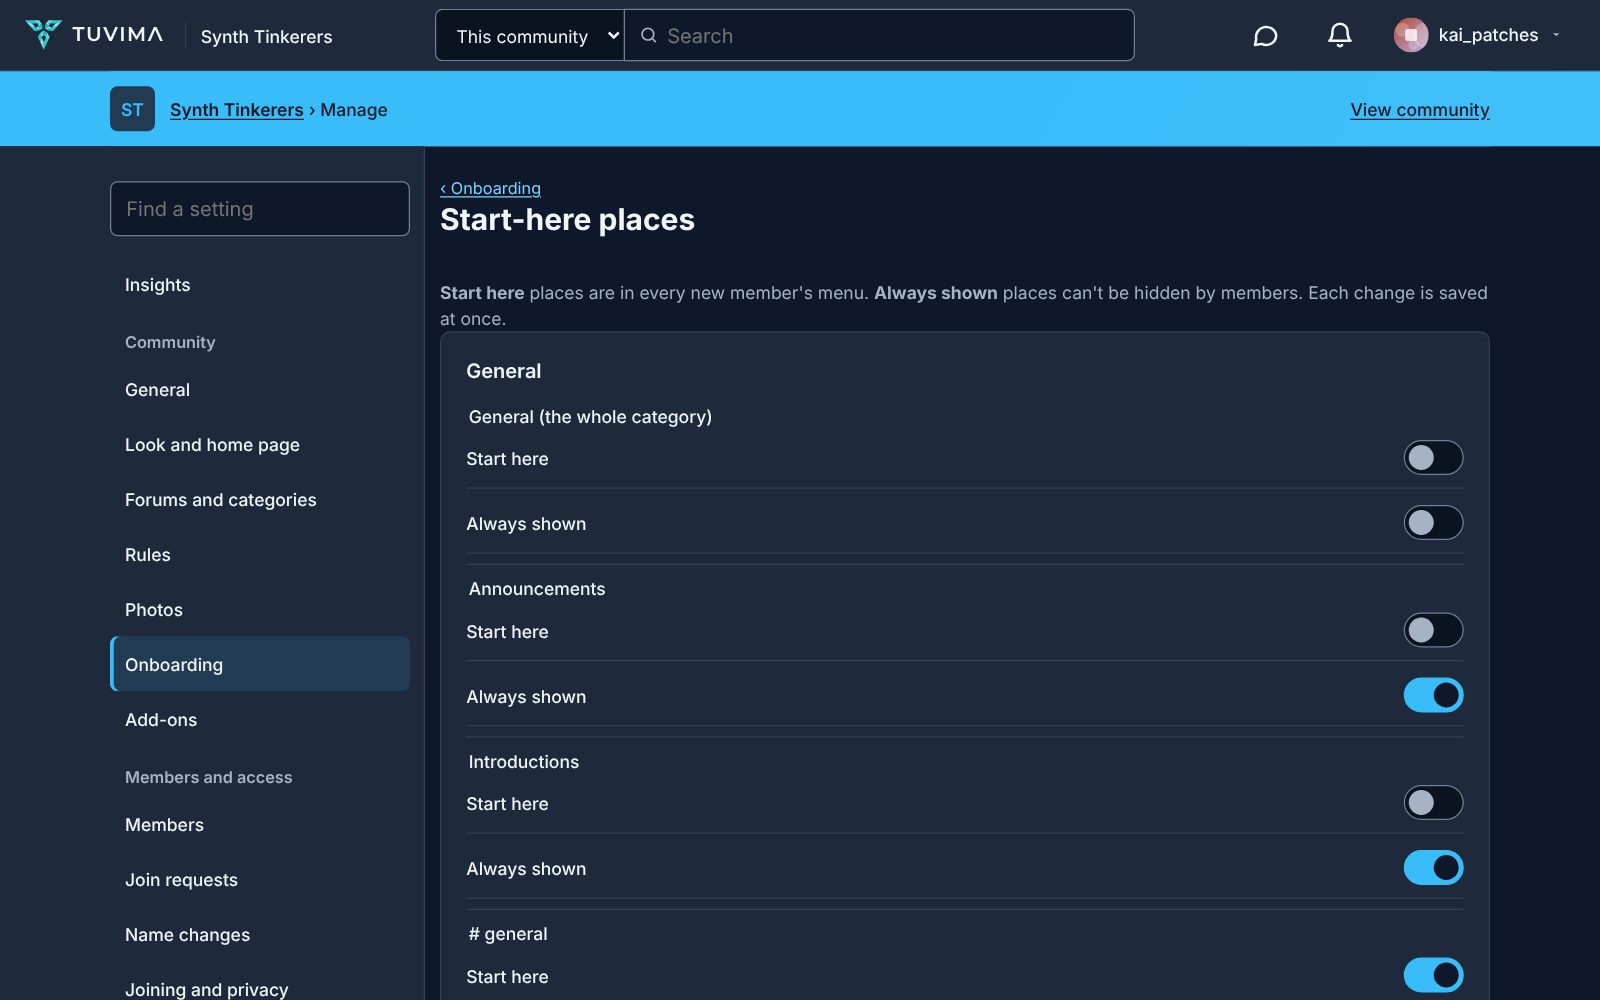 TUVIMA
Synth Tinkerers
This community
Search
kai_patches
ST
Synth Tinkerers › Manage
View community
Find a setting
Insights
Community
General
Look and home page
Forums and categories
Rules
Photos
Onboarding
Add-ons
Members and access
Members
Join requests
Name changes
Joining and privacy
‹ Onboarding
Start-here places
Start here places are in every new member's menu. Always shown places can't be hidden by members. Each change is saved
at once.
General
General (the whole category)
Start here
Always shown
Announcements
Start here
Always shown
Introductions
Start here
Always shown
# general
Start here